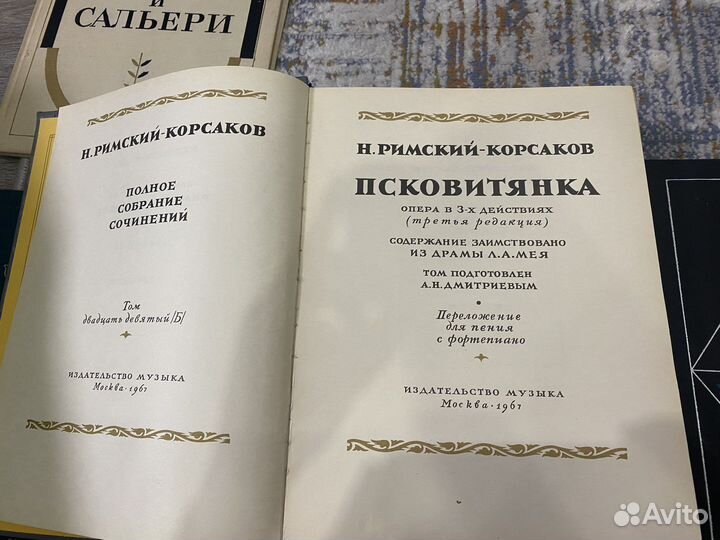 И
САЛЬЕРИ
Н. РИМСКИЙ-КОРСАКОВ
ПОЛНОЕ
СОБРАНИЕ
СОЧИНЕНИЙ
Том
двадцать девятый /Б/
ИЗДАТЕЛЬСТВО МУЗЫКА
Москва · 1967
Н. РИМСКИЙ-КОРСАКОВ
ПСКОВИТЯНКА
ОПЕРА В 3-Х ДЕЙСТВИЯХ
(третья редакция)
СОДЕРЖАНИЕ ЗАИМСТВОВАНО
ИЗ ДРАМЫ Л.А.МЕЯ
ТОМ ПОДГОТОВЛЕН
А.Н.ДМИТРИЕВЫМ
Переложение
для пения
с фортепиано
ИЗДАТЕЛЬСТВО МУЗЫКА
Москва · 1967
Avito